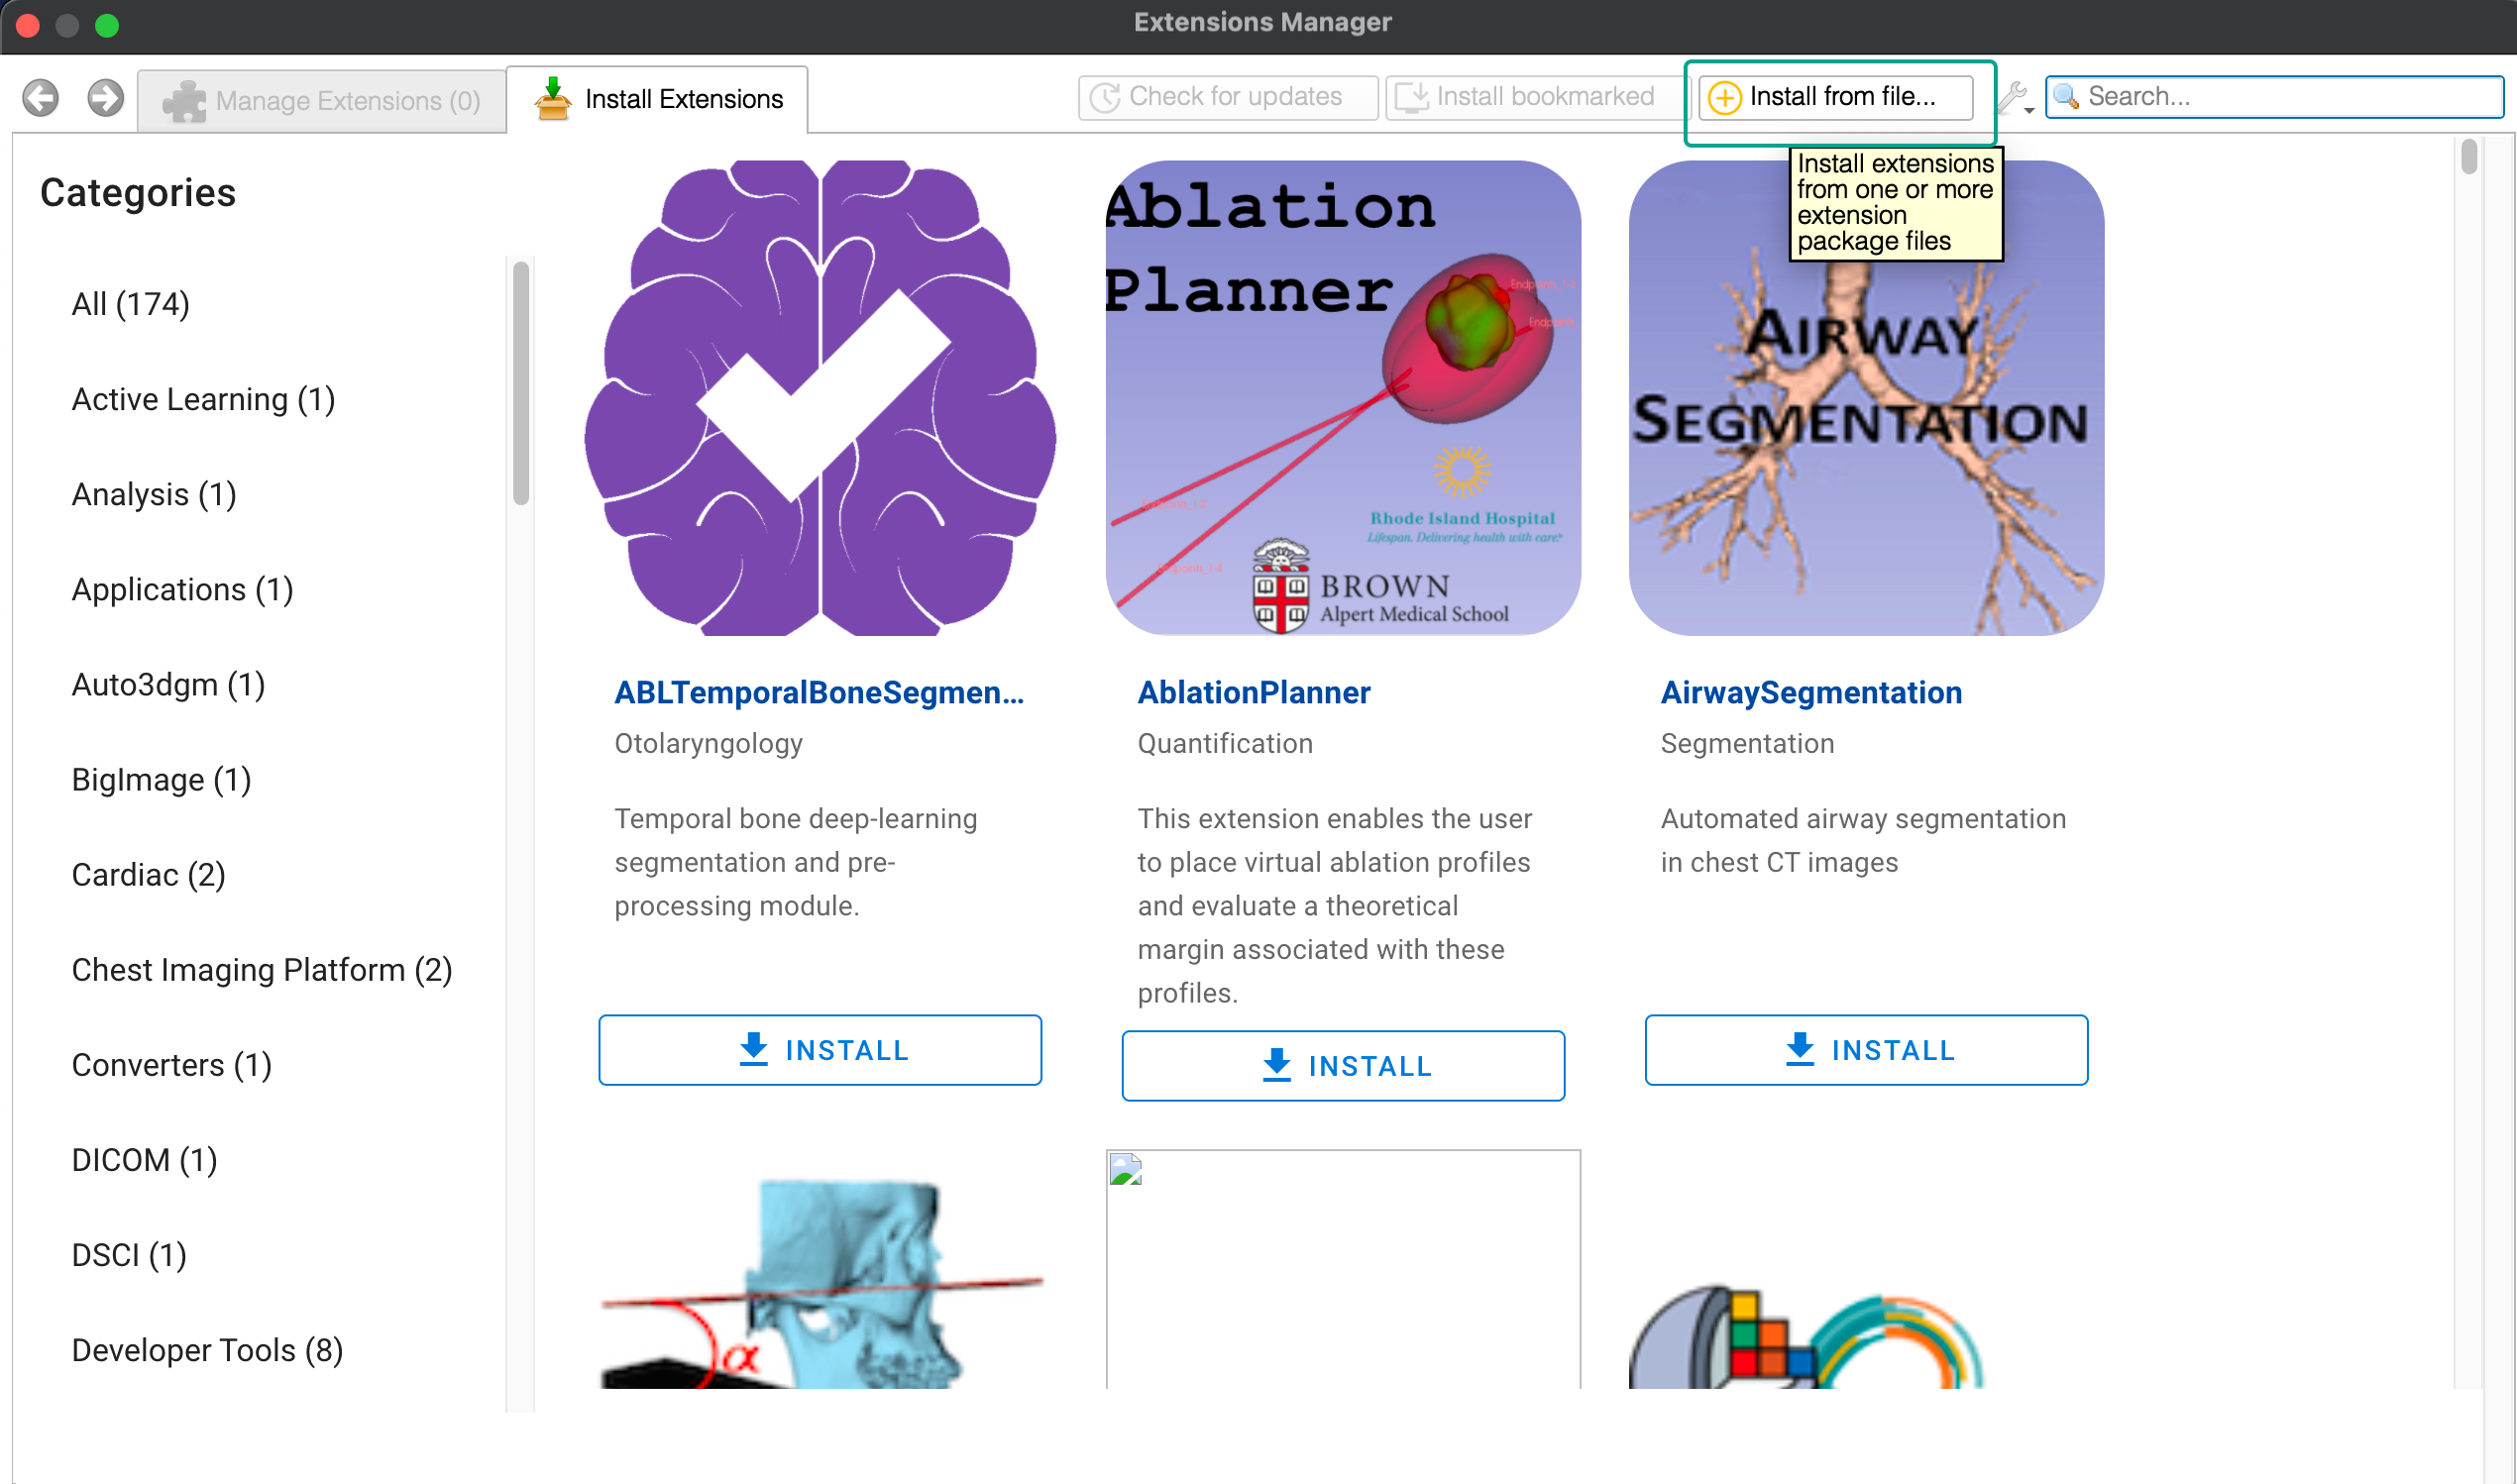 Extensions Manager
Manage Extensions (0)
Install Extensions
Check for updates
Install bookmarked
Install from file...
Search...
Install extensions
from one or more
extension
package files
Categories
All (174)
Active Learning (1)
Analysis (1)
Applications (1)
Auto3dgm (1)
BigImage (1)
Cardiac (2)
Chest Imaging Platform (2)
Converters (1)
DICOM (1)
DSCI (1)
Developer Tools (8)
Ablation
Planner
Endpoints_1-2
Rhode Island Hospital
Lifespan. Delivering health with care.®
BROWN
Alpert Medical School
AIRWAY
SEGMENTATION
ABLTemporalBoneSegmen...
Otolaryngology
Temporal bone deep-learning
segmentation and pre-
processing module.
INSTALL
AblationPlanner
Quantification
This extension enables the user
to place virtual ablation profiles
and evaluate a theoretical
margin associated with these
profiles.
INSTALL
AirwaySegmentation
Segmentation
Automated airway segmentation
in chest CT images
INSTALL
α